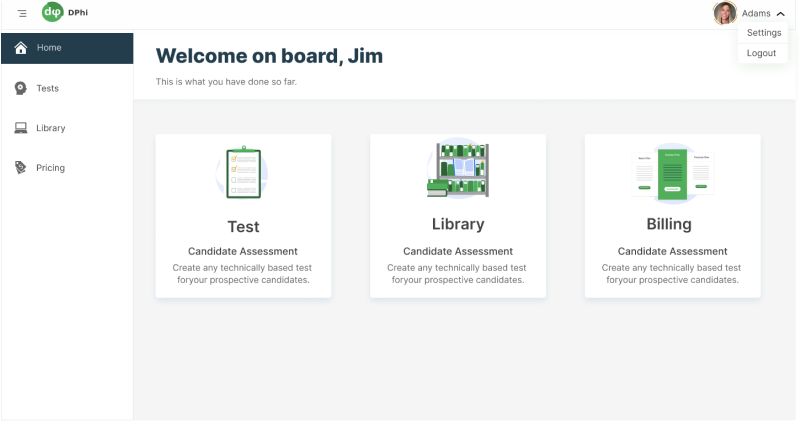 dφ DPhi
Adams
Settings
Logout
Home
Tests
Library
Pricing
Welcome on board, Jim
This is what you have done so far.
Test
Candidate Assessment
Create any technically based test
foryour prospective candidates.
Library
Candidate Assessment
Create any technically based test
foryour prospective candidates.
Billing
Candidate Assessment
Create any technically based test
foryour prospective candidates.